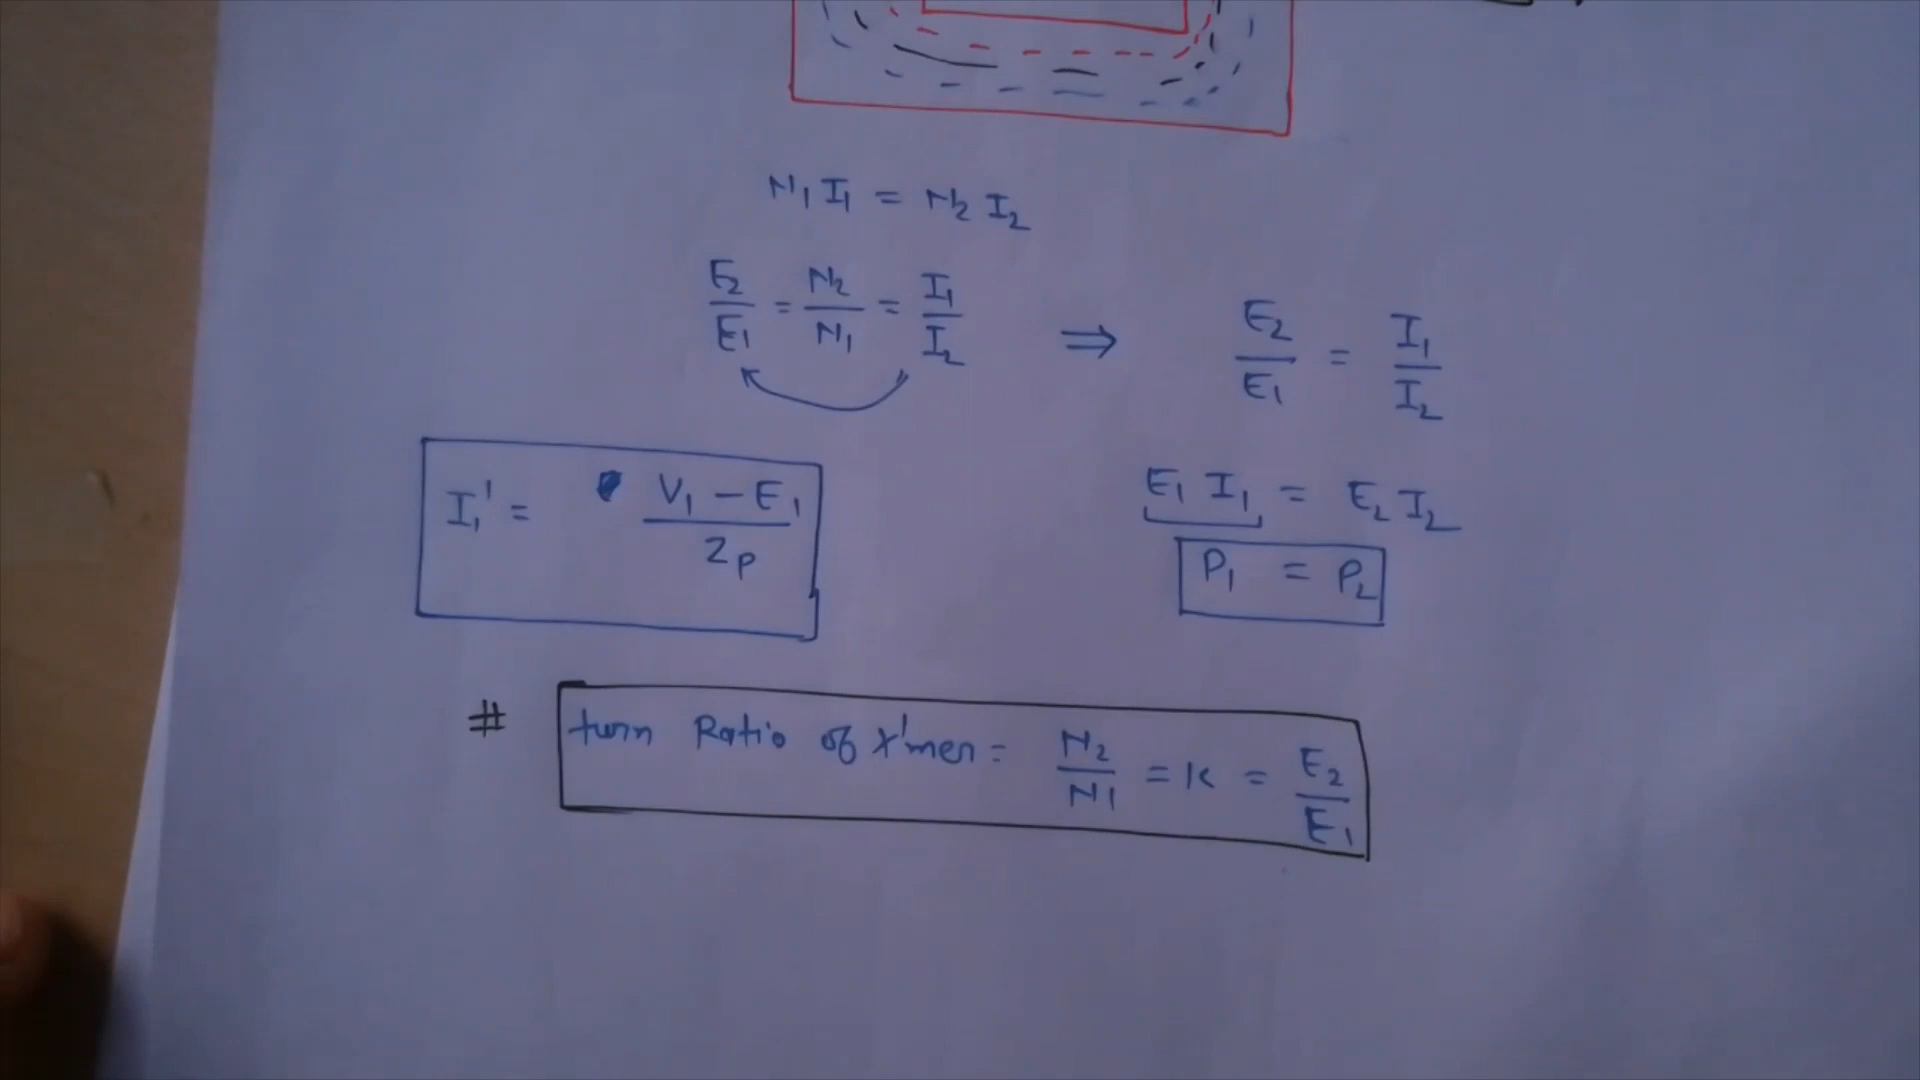 N₁ I₁ = N₂ I₂
E₂/E₁ = N₂/N₁ = I₁/I₂ ⇒ E₂/E₁ = I₁/I₂
I₁' = V₁ - E₁ / 2p
E₁ I₁ = E₂ I₂
P₁ = P₂
# turn Ratio of X'mer = N₂/N₁ = K = E₂/E₁